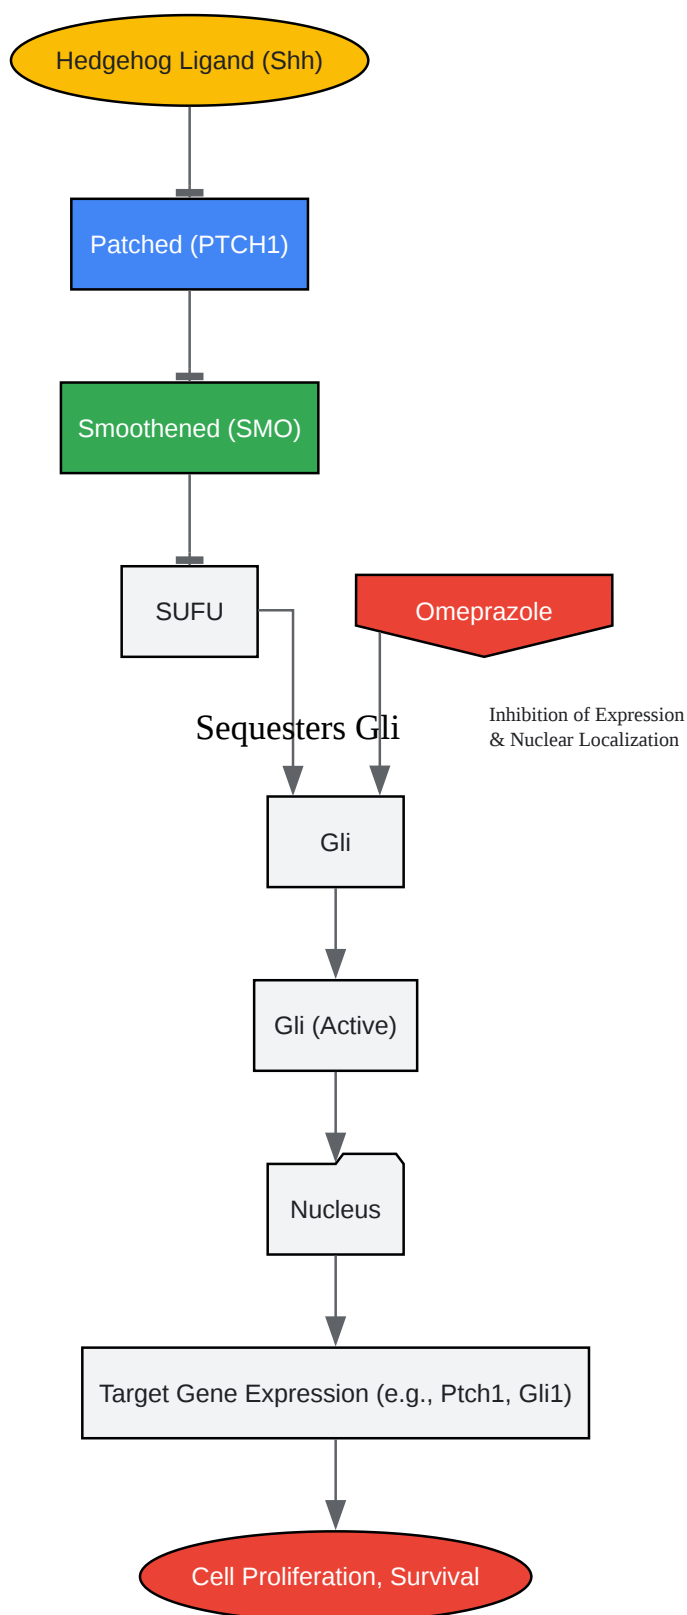 Hedgehog Ligand (Shh)
Patched (PTCH1)
Smoothened (SMO)
SUFU
Omeprazole
Sequesters Gli
Inhibition of Expression
& Nuclear Localization
Gli
Gli (Active)
Nucleus
Target Gene Expression (e.g., Ptch1, Gli1)
Cell Proliferation, Survival